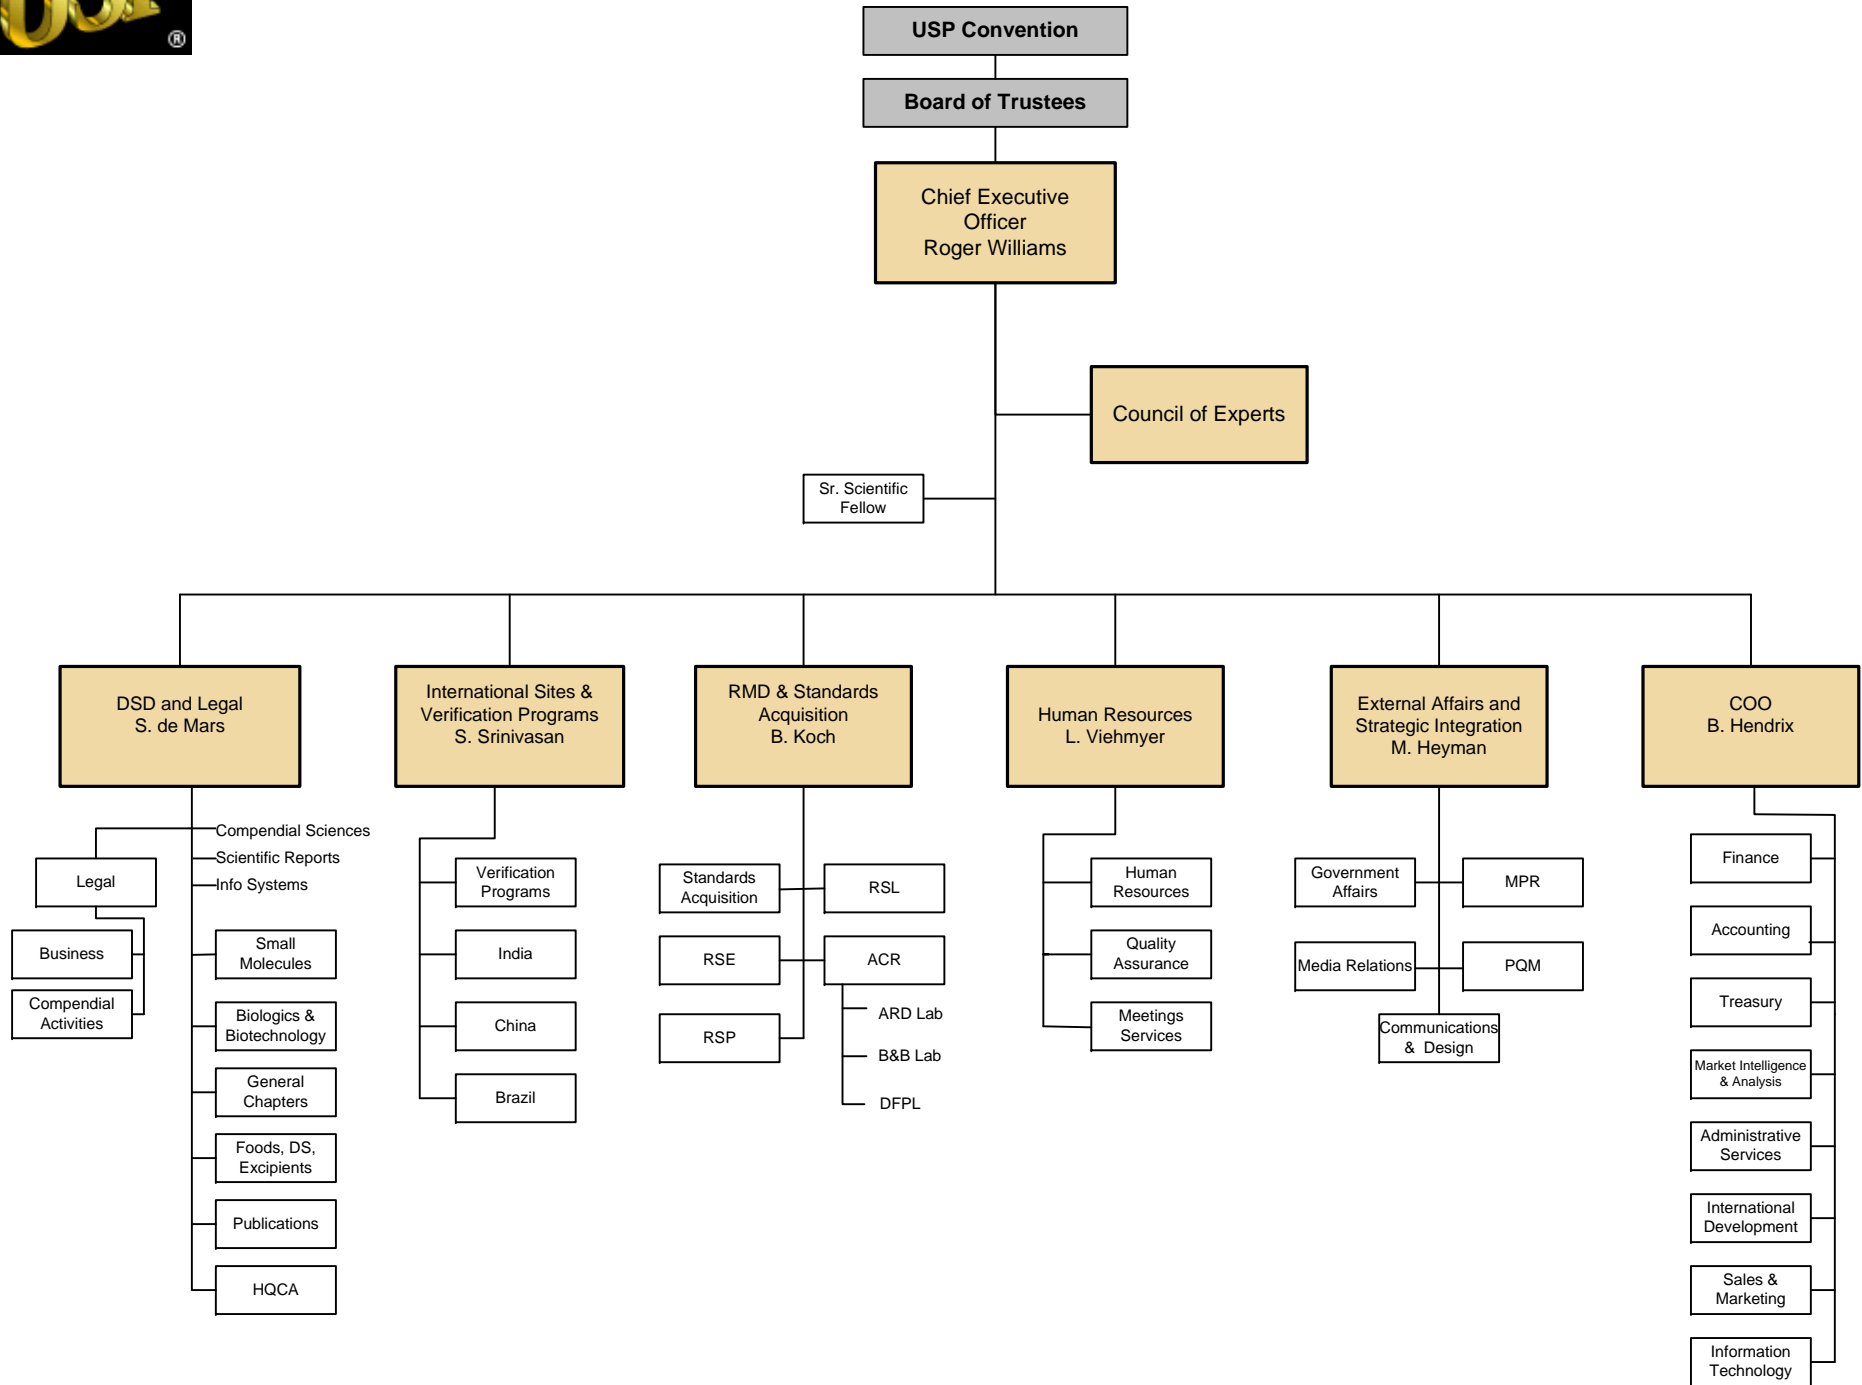 USP
®
USP Convention
Board of Trustees
Chief Executive
Officer
Roger Williams
Council of Experts
Sr. Scientific
Fellow
DSD and Legal
S. de Mars
International Sites &
Verification Programs
S. Srinivasan
RMD & Standards
Acquisition
B. Koch
Human Resources
L. Viehmyer
External Affairs and
Strategic Integration
M. Heyman
COO
B. Hendrix
Compendial Sciences
Scientific Reports
Info Systems
Legal
Business
Compendial
Activities
Small
Molecules
Biologics &
Biotechnology
General
Chapters
Foods, DS,
Excipients
Publications
HQCA
Verification
Programs
India
China
Brazil
Standards
Acquisition
RSL
RSE
ACR
RSP
ARD Lab
B&B Lab
DFPL
Human
Resources
Quality
Assurance
Meetings
Services
Government
Affairs
MPR
Media Relations
PQM
Communications
& Design
Finance
Accounting
Treasury
Market Intelligence
& Analysis
Administrative
Services
International
Development
Sales &
Marketing
Information
Technology